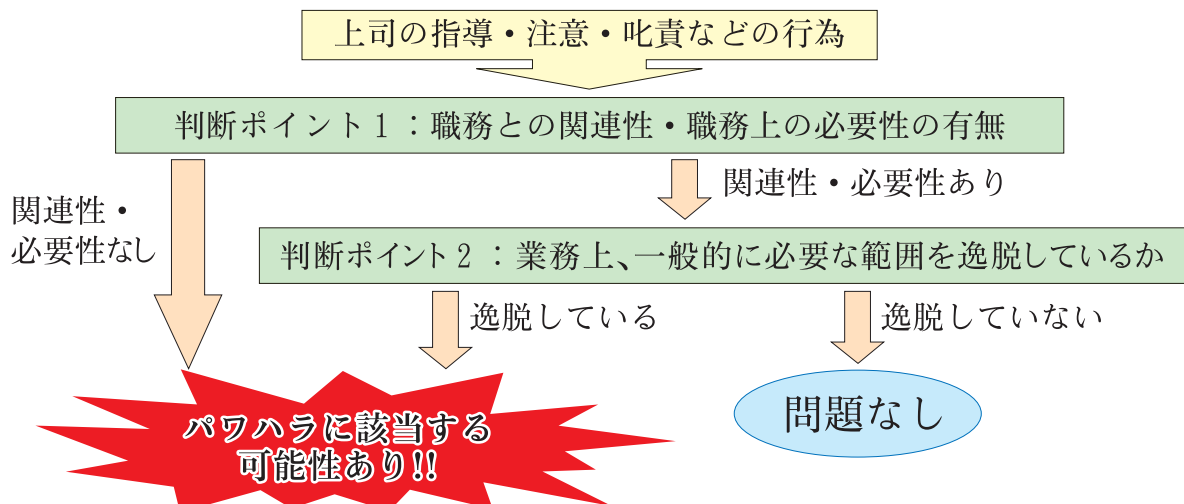 上司の指導・注意・叱責などの行為
判断ポイント1：職務との関連性・職務上の必要性の有無
関連性・必要性あり
関連性・
必要性なし
判断ポイント2：業務上、一般的に必要な範囲を逸脱しているか
逸脱している
逸脱していない
パワハラに該当する
可能性あり!!
問題なし